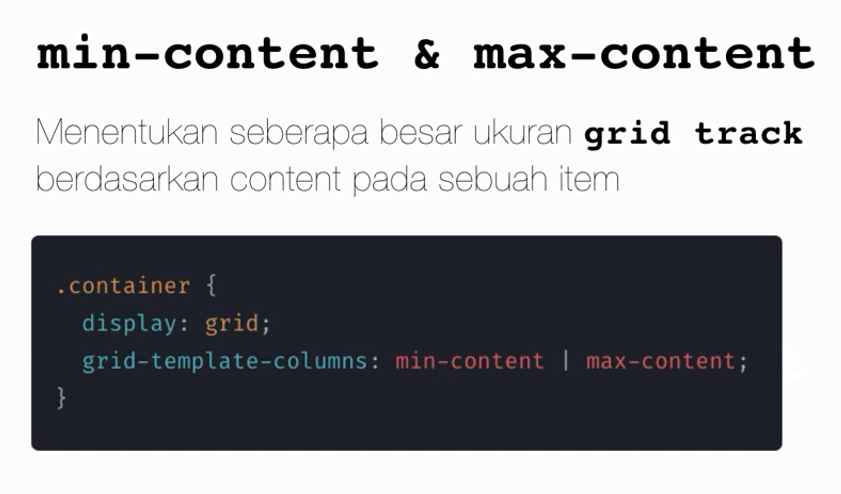 min-content & max-content
Menentukan seberapa besar ukuran grid track
berdasarkan content pada sebuah item
.container {
display: grid;
grid-template-columns: min-content | max-content;
}